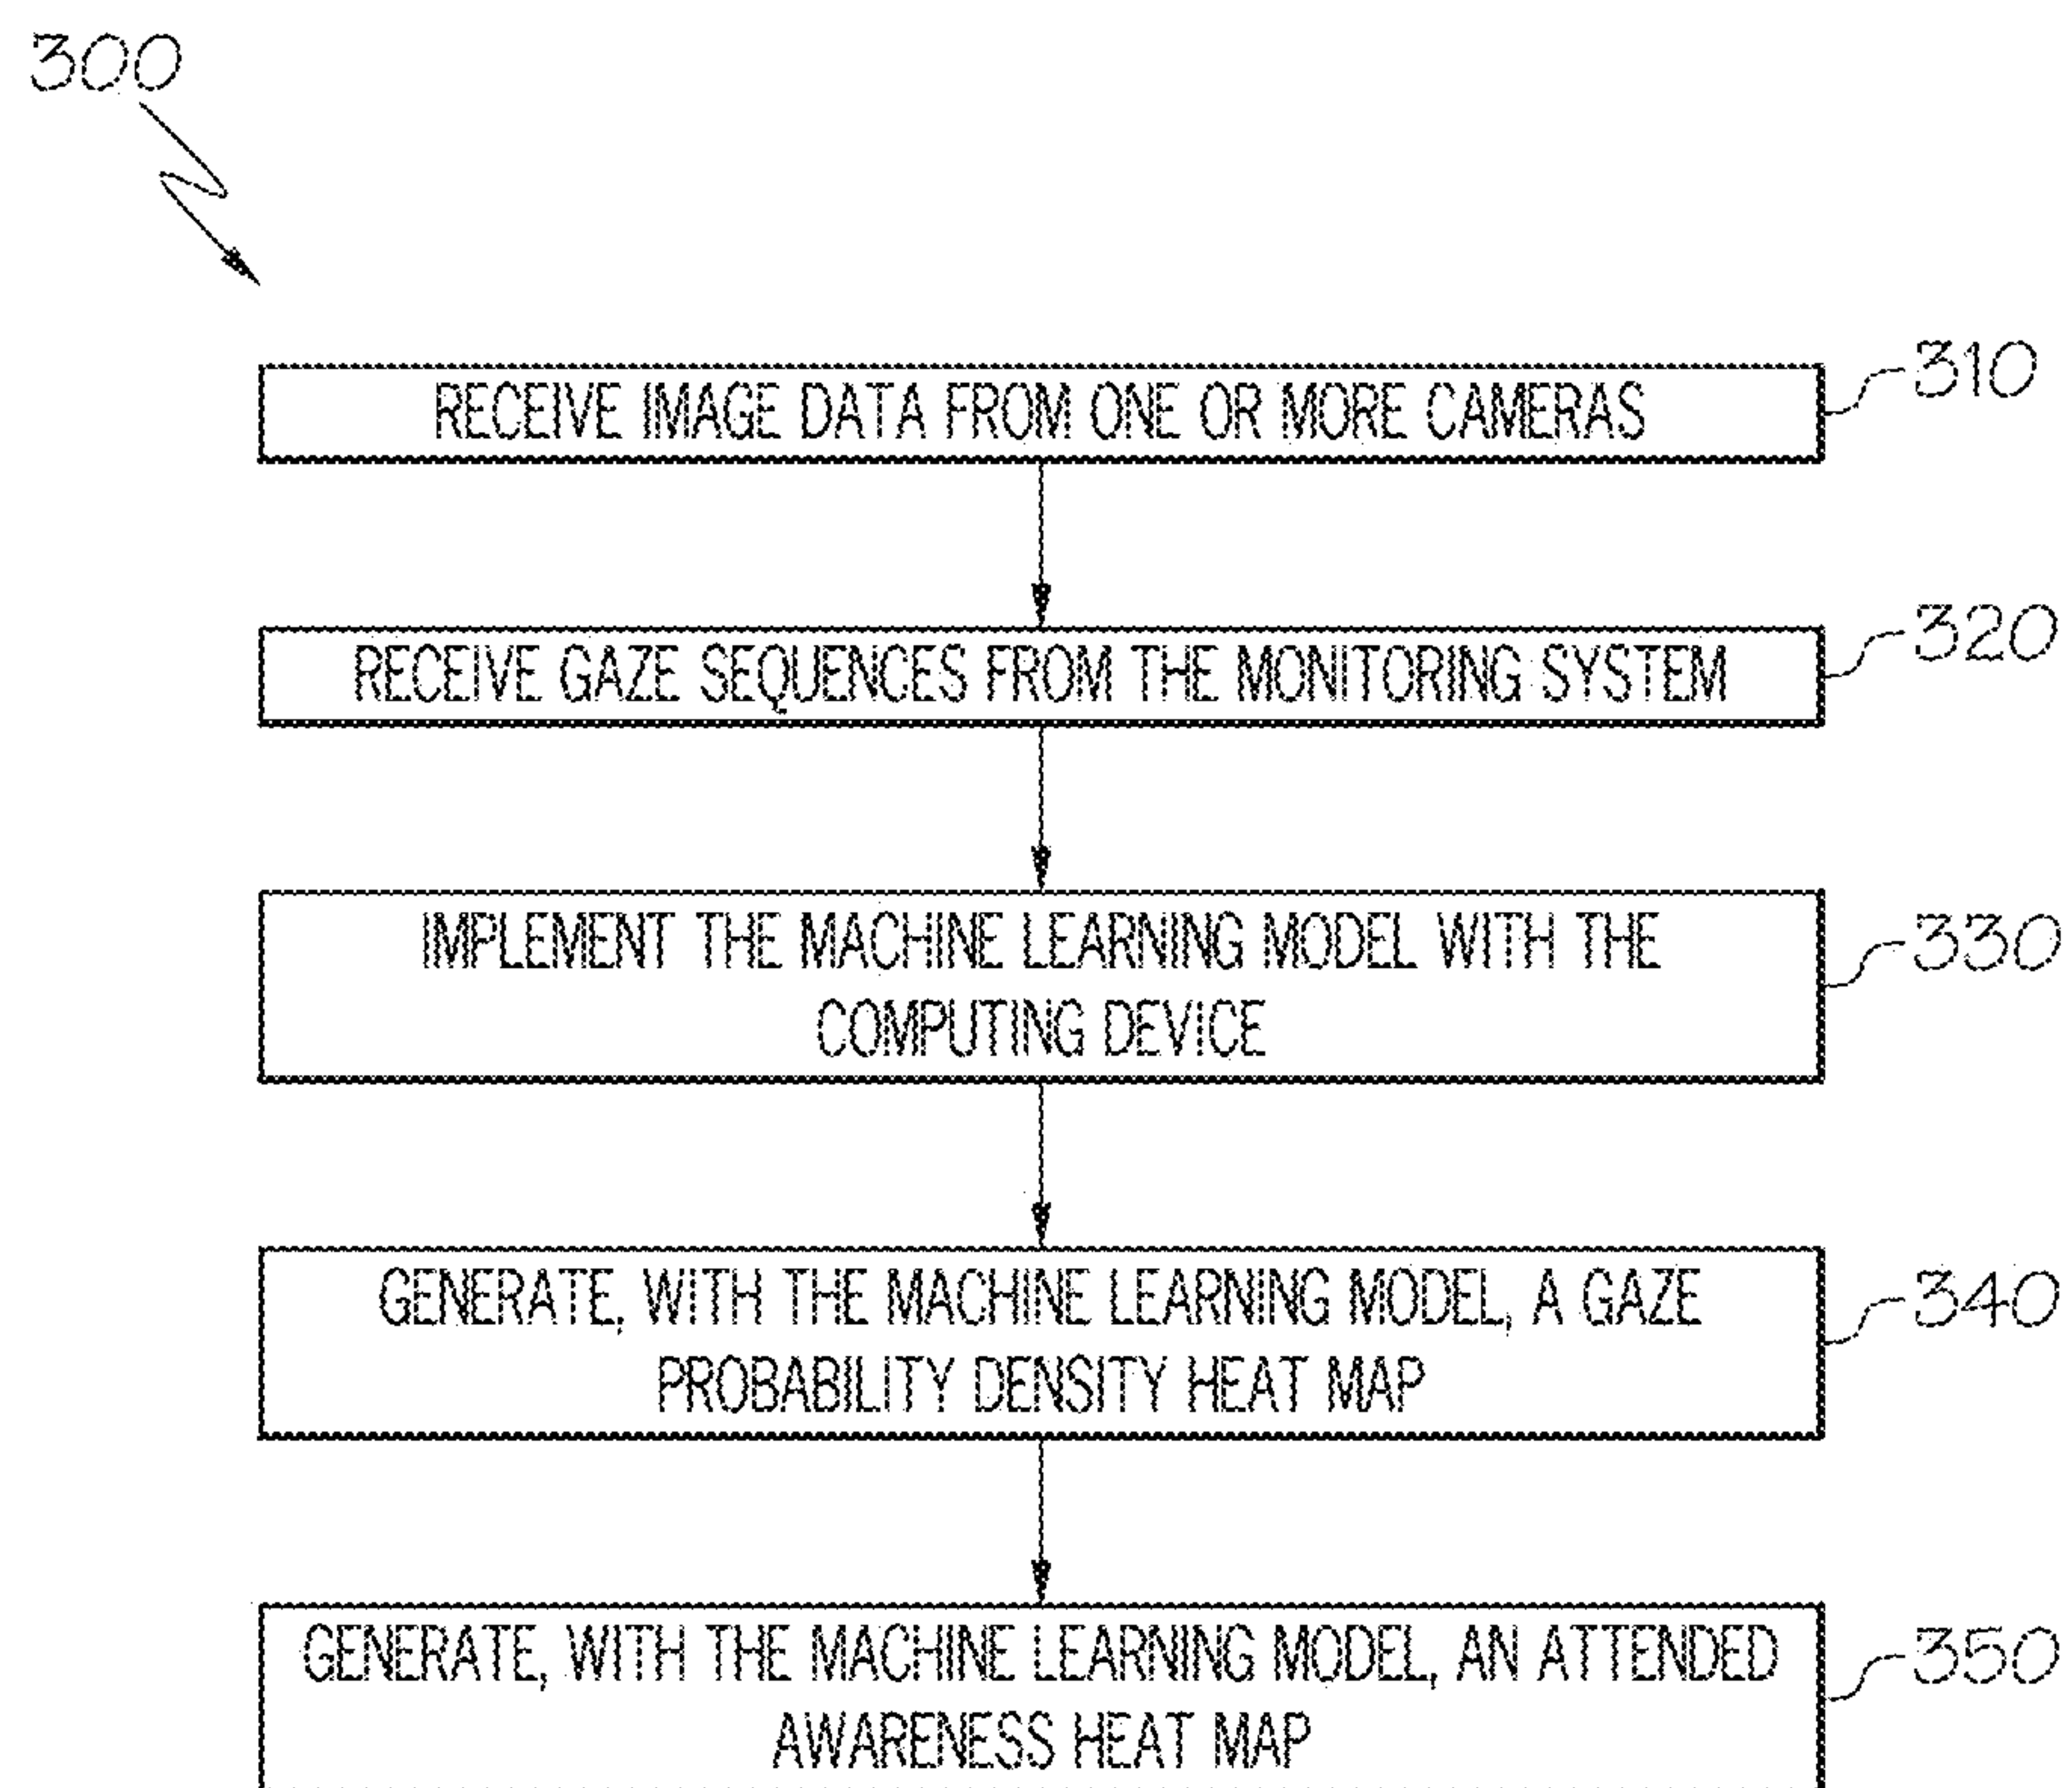 300
RECEIVE IMAGE DATA FROM ONE OR MORE CAMERAS
310
RECEIVE GAZE SEQUENCES FROM THE MONITORING SYSTEM
320
IMPLEMENT THE MACHINE LEARNING MODEL WITH THE
COMPUTING DEVICE
330
GENERATE, WITH THE MACHINE LEARNING MODEL, A GAZE
PROBABILITY DENSITY HEAT MAP
340
GENERATE, WITH THE MACHINE LEARNING MODEL, AN ATTENDED
AWARENESS HEAT MAP
350